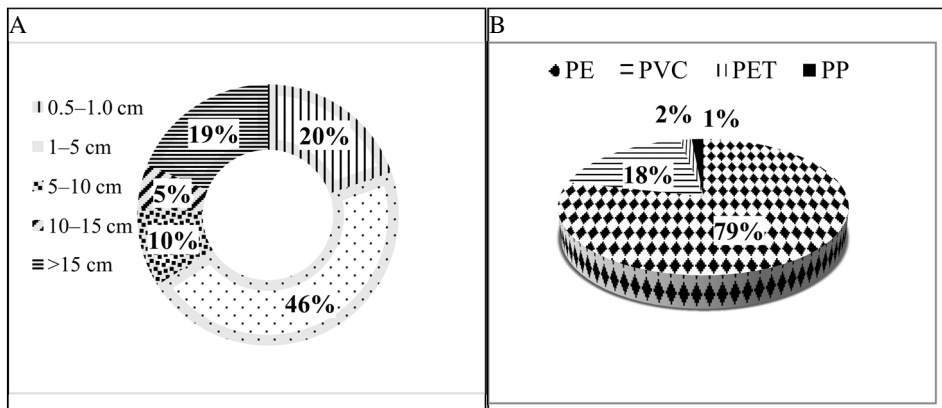 A
0.5–1.0 cm
1–5 cm
5–10 cm
10–15 cm
>15 cm
20%
46%
10%
5%
19%
B
PE PVC PET PP
2% 1%
18%
79%